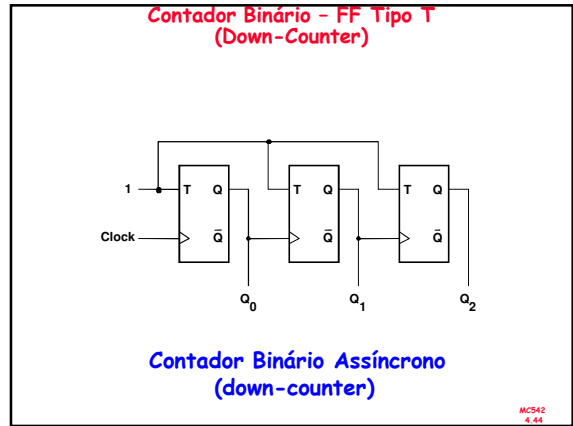 Contador Binário – FF Tipo T
(Down-Counter)
1
T Q
T Q
T Q
Clock
Q̄
Q̄
Q̄
Q0
Q1
Q2
Contador Binário Assíncrono
(down-counter)
MC542
4.44